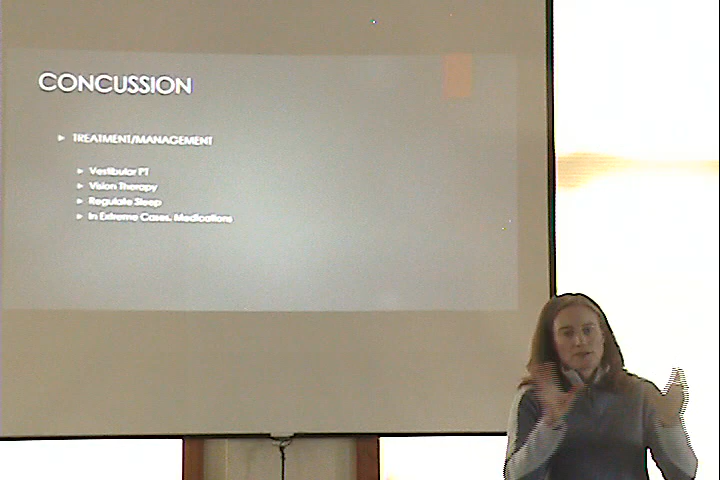 CONCUSSION
TREATMENT/MANAGEMENT
Vestibular PT
Vision Therapy
Regulate Sleep
In Extreme Cases, Medications